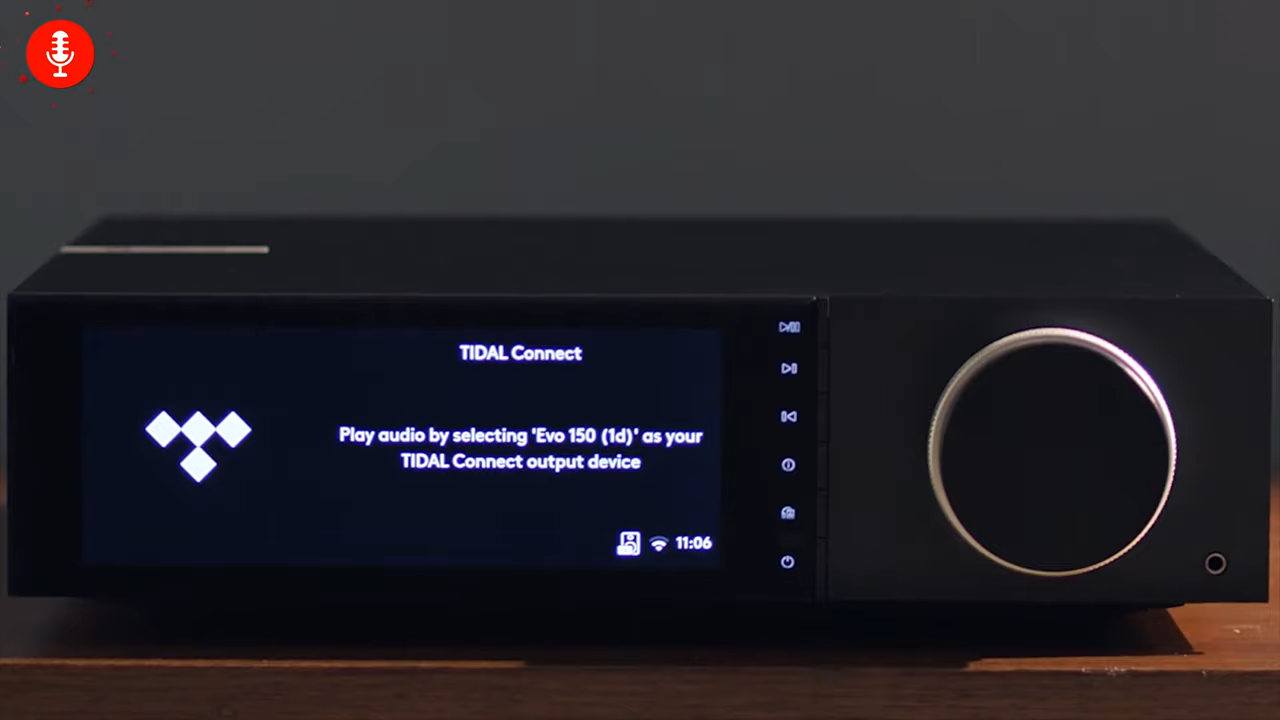 TIDAL Connect
Play audio by selecting 'Evo 150 (1d)' as your
TIDAL Connect output device
11:06